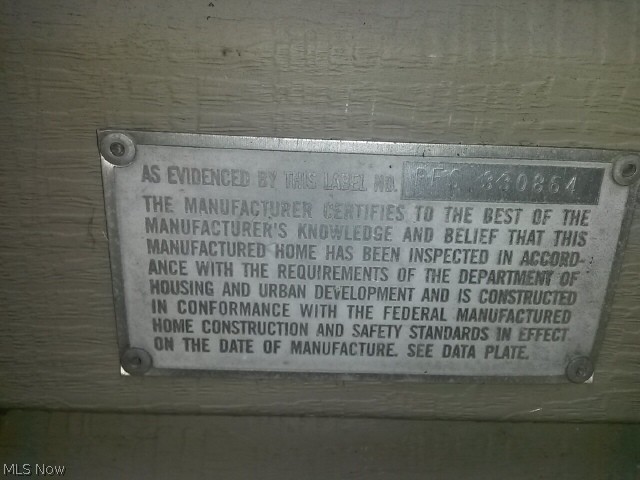 AS EVIDENCED BY THIS LABEL NO.
THE MANUFACTURER CERTIFIES TO THE BEST OF THE
MANUFACTURER'S KNOWLEDGE AND BELIEF THAT THIS
MANUFACTURED HOME HAS BEEN INSPECTED IN ACCORD-
ANCE WITH THE REQUIREMENTS OF THE DEPARTMENT OF
HOUSING AND URBAN DEVELOPMENT AND IS CONSTRUCTED
IN CONFORMANCE WITH THE FEDERAL MANUFACTURED
HOME CONSTRUCTION AND SAFETY STANDARDS IN EFFECT
ON THE DATE OF MANUFACTURE. SEE DATA PLATE.
MLS Now